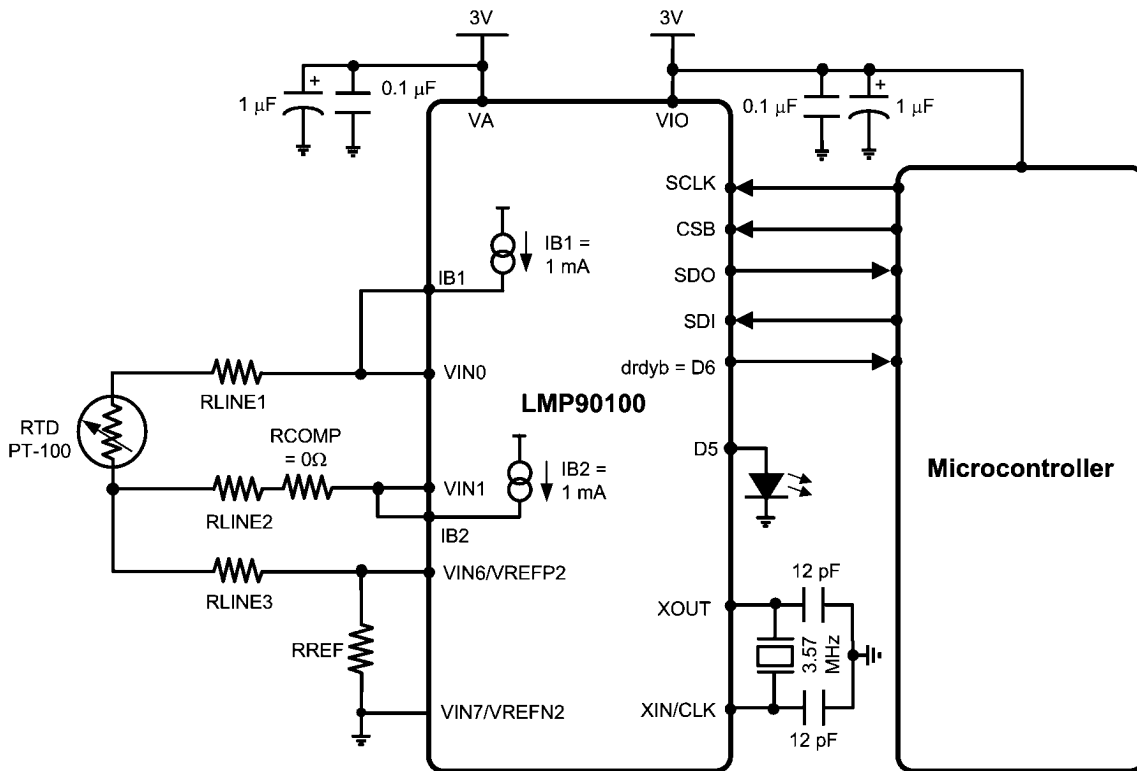 3V
3V
1 µF
+
0.1 µF
0.1 µF
+
1 µF
VA
VIO
SCLK
CSB
SDO
SDI
drdyb = D6
IB1 =
1 mA
IB1
VIN0
RLINE1
LMP90100
RTD
PT-100
RCOMP
= 0Ω
IB2 =
1 mA
D5
Microcontroller
VIN1
RLINE2
IB2
VIN6/VREFP2
RLINE3
12 pF
XOUT
3.57
MHz
RREF
VIN7/VREFN2
XIN/CLK
12 pF